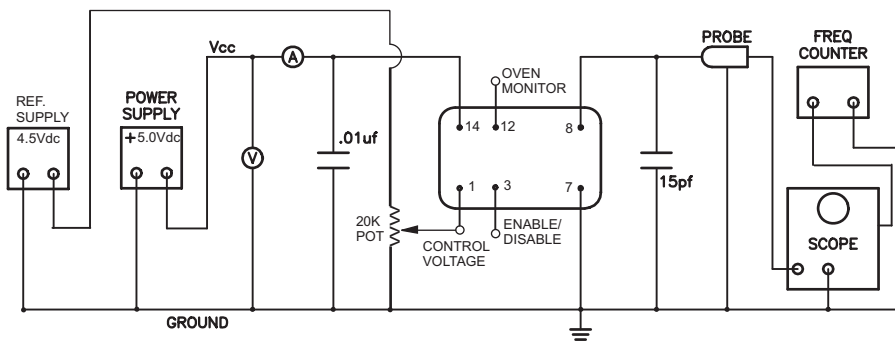 REF.
SUPPLY
4.5Vdc
POWER
SUPPLY
+5.0Vdc
Vcc
V
A
.01uf
20K
POT
CONTROL
VOLTAGE
OVEN
MONITOR
14
12
8
1
3
7
ENABLE/
DISABLE
15pf
PROBE
FREQ
COUNTER
SCOPE
GROUND